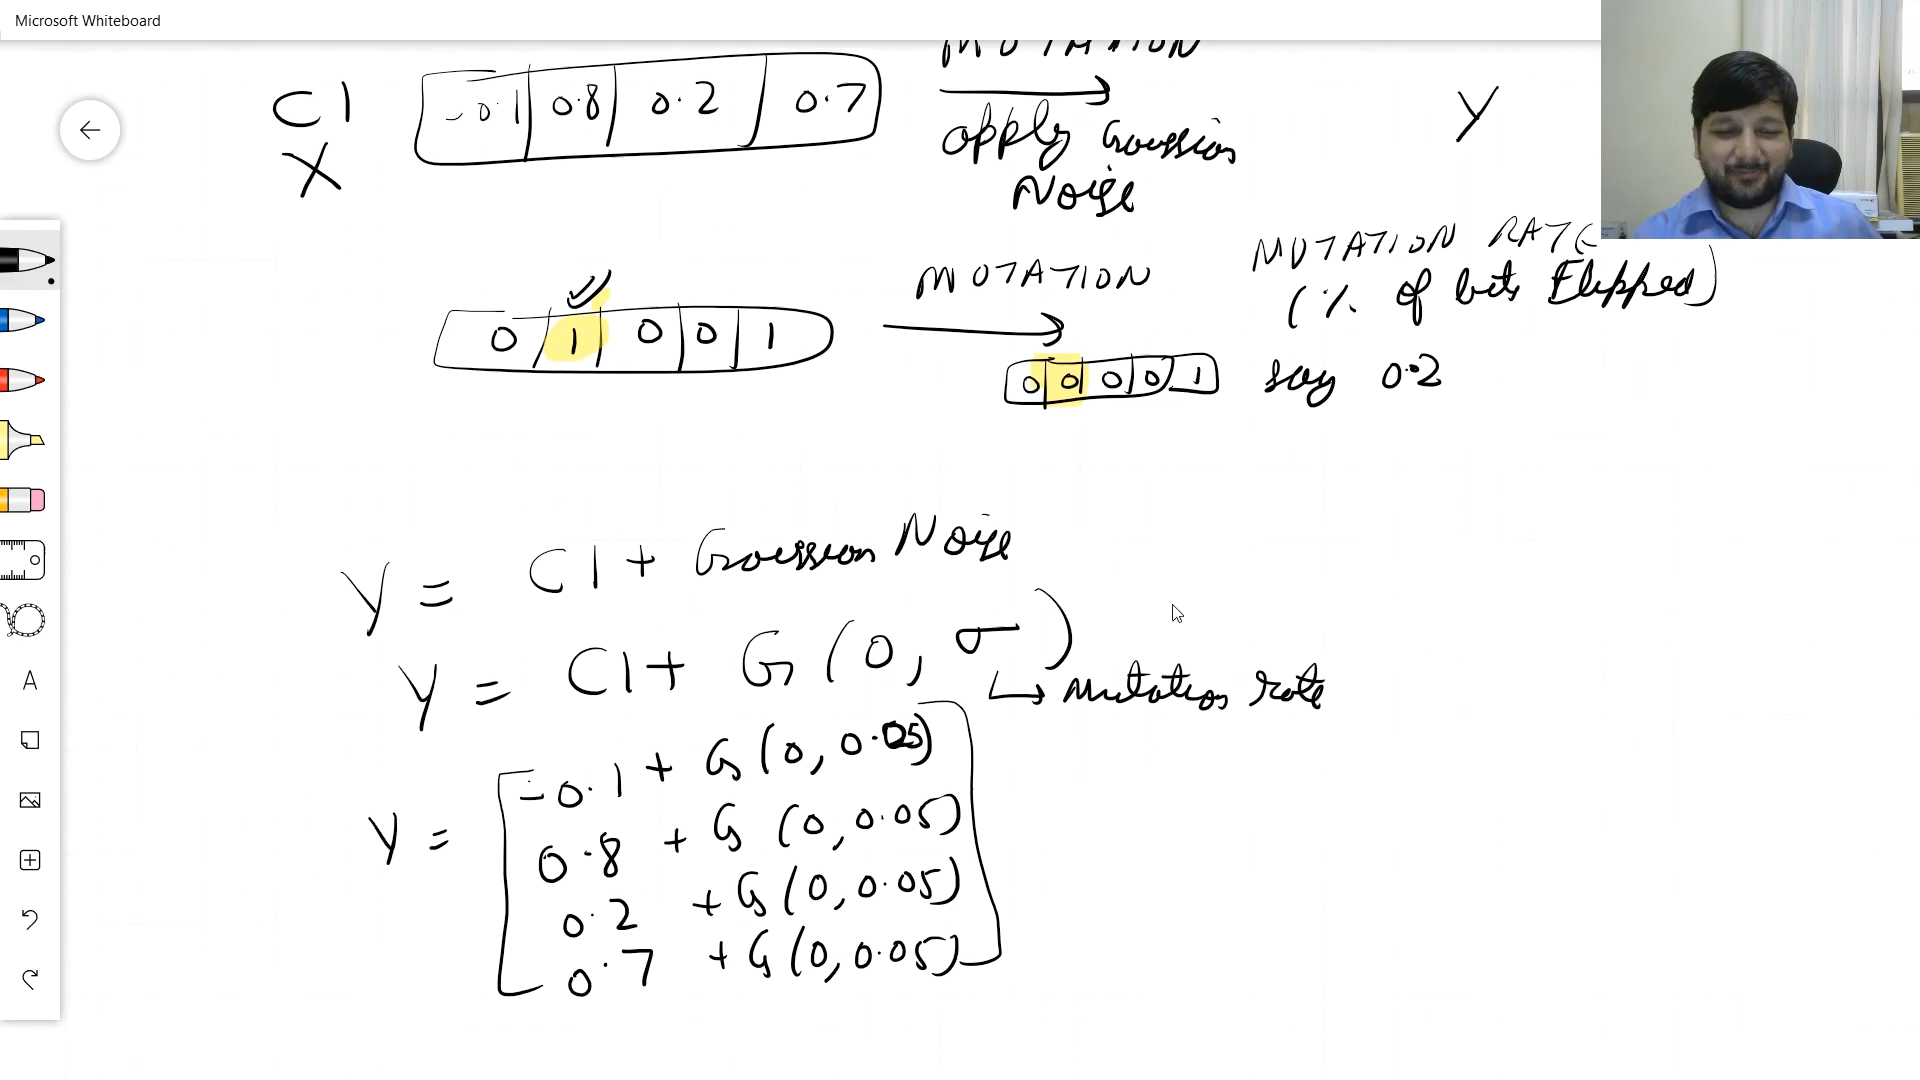 Microsoft Whiteboard
MUTATION
C1 -0.1 0.8 0.2 0.7
X
apply Gaussian
Noise
Y
MUTATION RATE
(% of bits Flipped)
0 1 0 0 1
MUTATION
0 0 0 0 1
say 0.2
Y = C1 + Gaussian Noise
Y = C1 + G (0, σ)
↳ mutation rate
Y = -0.1 + G (0, 0.05)
0.8 + G (0, 0.05)
0.2 + G (0, 0.05)
0.7 + G (0, 0.05)
A